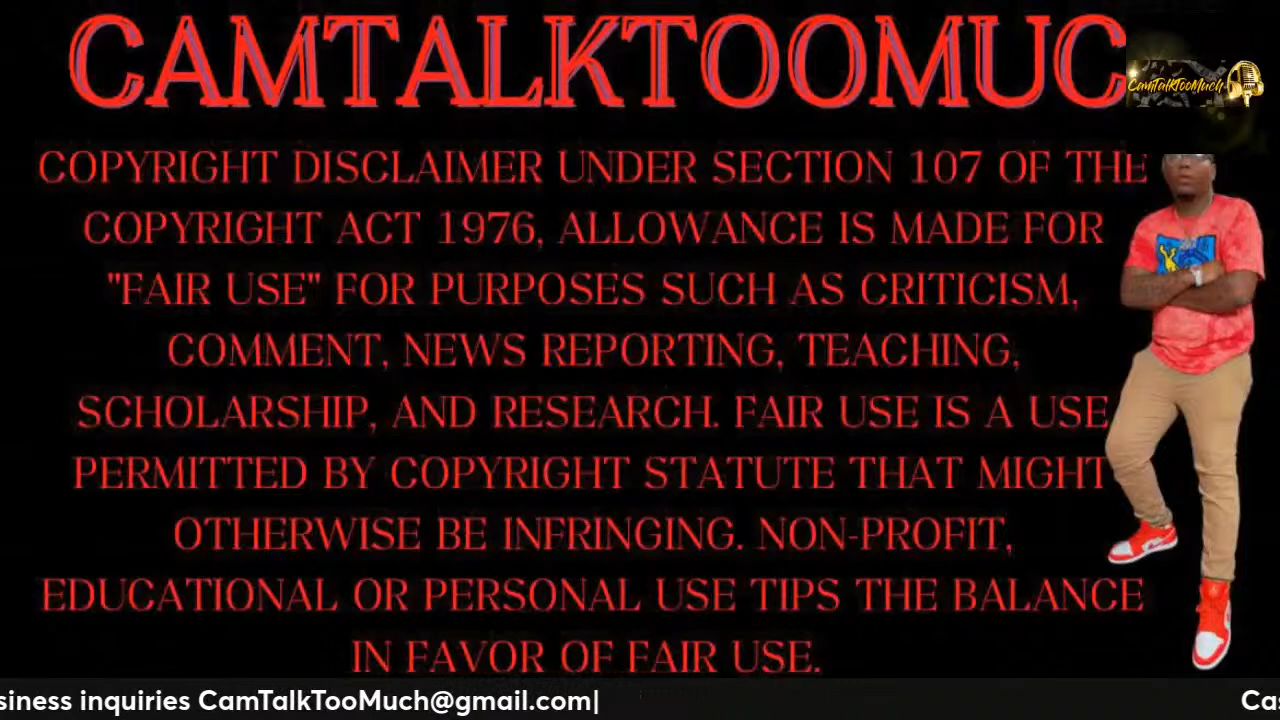 CAMTALKTOOMUC
CamTalkTooMuch
COPYRIGHT DISCLAIMER UNDER SECTION 107 OF THE
COPYRIGHT ACT 1976, ALLOWANCE IS MADE FOR
"FAIR USE" FOR PURPOSES SUCH AS CRITICISM,
COMMENT, NEWS REPORTING, TEACHING,
SCHOLARSHIP, AND RESEARCH. FAIR USE IS A USE
PERMITTED BY COPYRIGHT STATUTE THAT MIGHT
OTHERWISE BE INFRINGING. NON-PROFIT,
EDUCATIONAL OR PERSONAL USE TIPS THE BALANCE
IN FAVOR OF FAIR USE.
siness inquiries CamTalkTooMuch@gmail.com| Cas